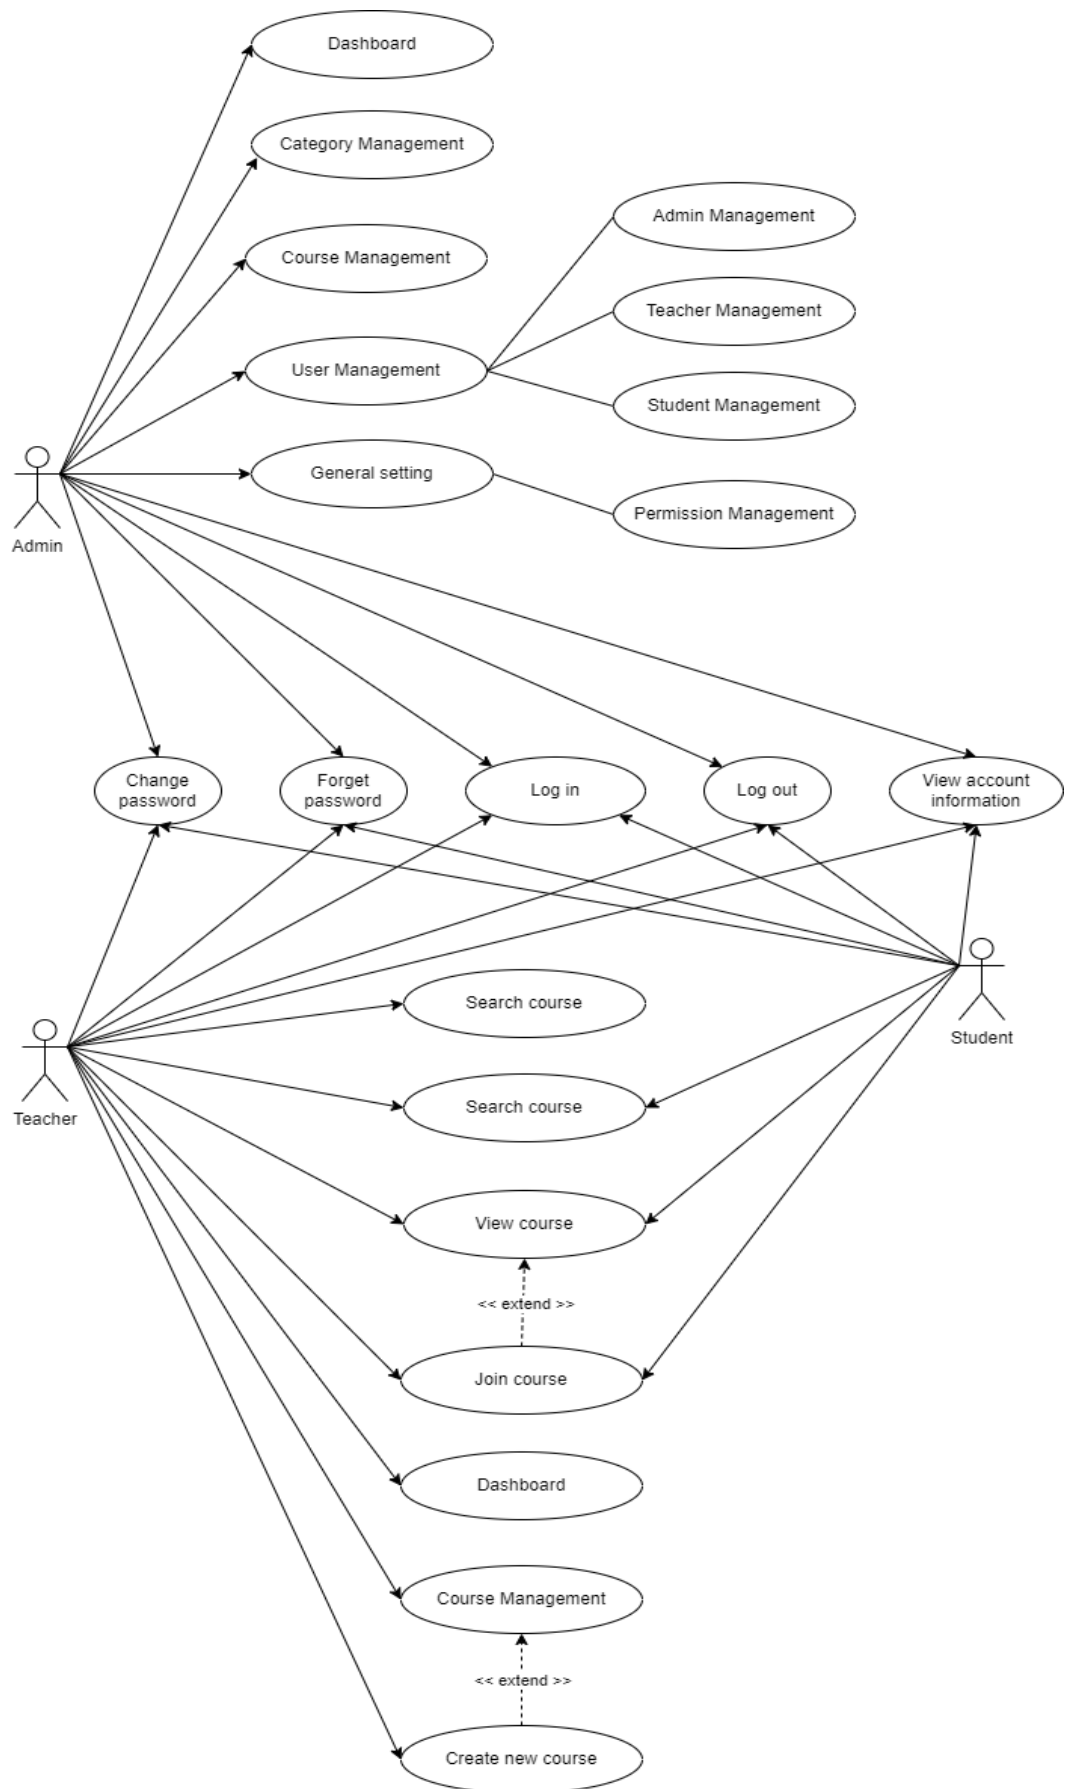 Dashboard
Category Management
Admin Management
Course Management
Teacher Management
User Management
Student Management
General setting
Permission Management
Admin
Change
password
Forget
password
Log in
Log out
View account
information
Search course
Student
Teacher
Search course
View course
<< extend >>
Join course
Dashboard
Course Management
<< extend >>
Create new course